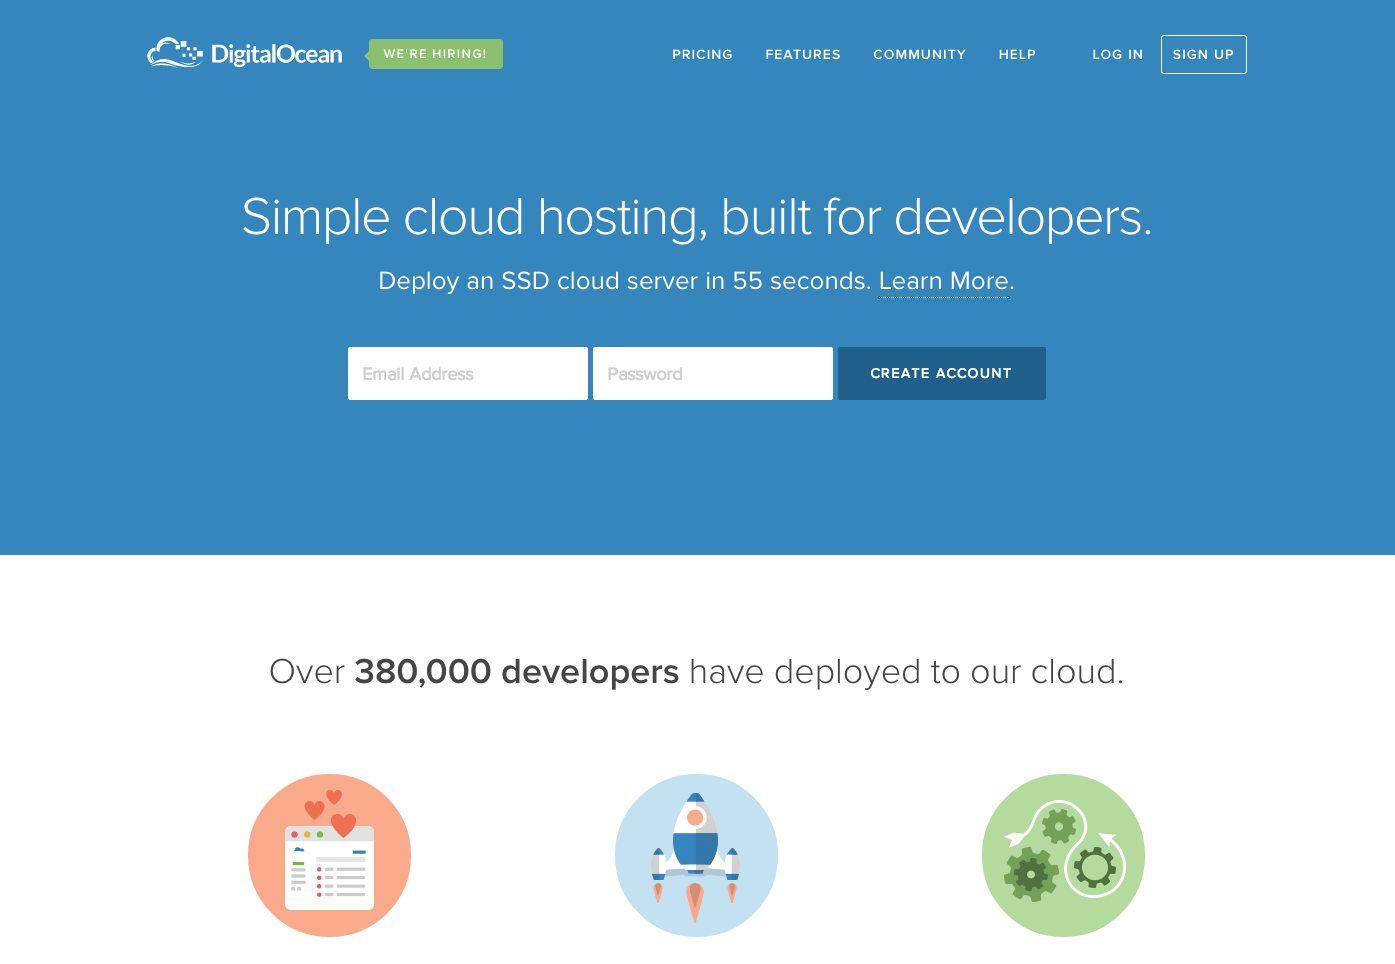 DigitalOcean
WE'RE HIRING!
PRICING
FEATURES
COMMUNITY
HELP
LOG IN
SIGN UP
Simple cloud hosting, built for developers.
Deploy an SSD cloud server in 55 seconds. Learn More.
Email Address
Password
CREATE ACCOUNT
Over 380,000 developers have deployed to our cloud.